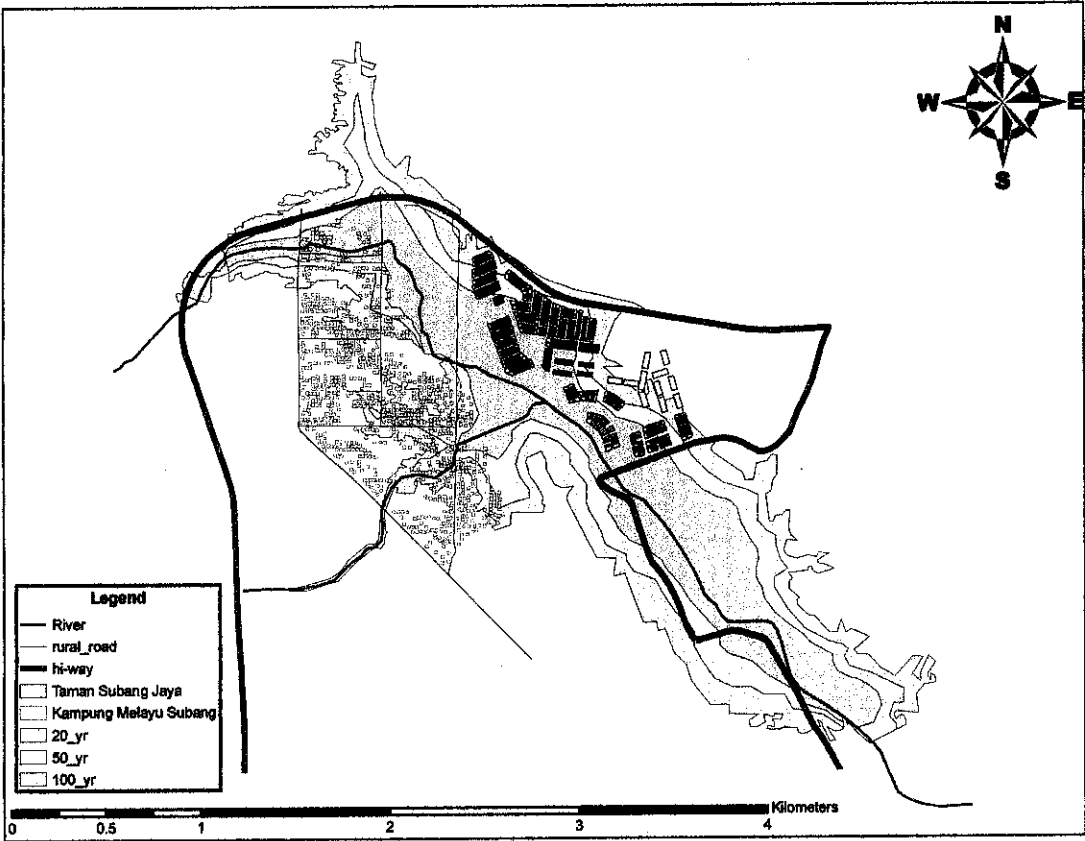 N
W E
S
Legend
River
rural_road
hi-way
Taman Subang Jaya
Kampung Melayu Subang
20_yr
50_yr
100_yr
Kilometers
0 0.5 1 2 3 4